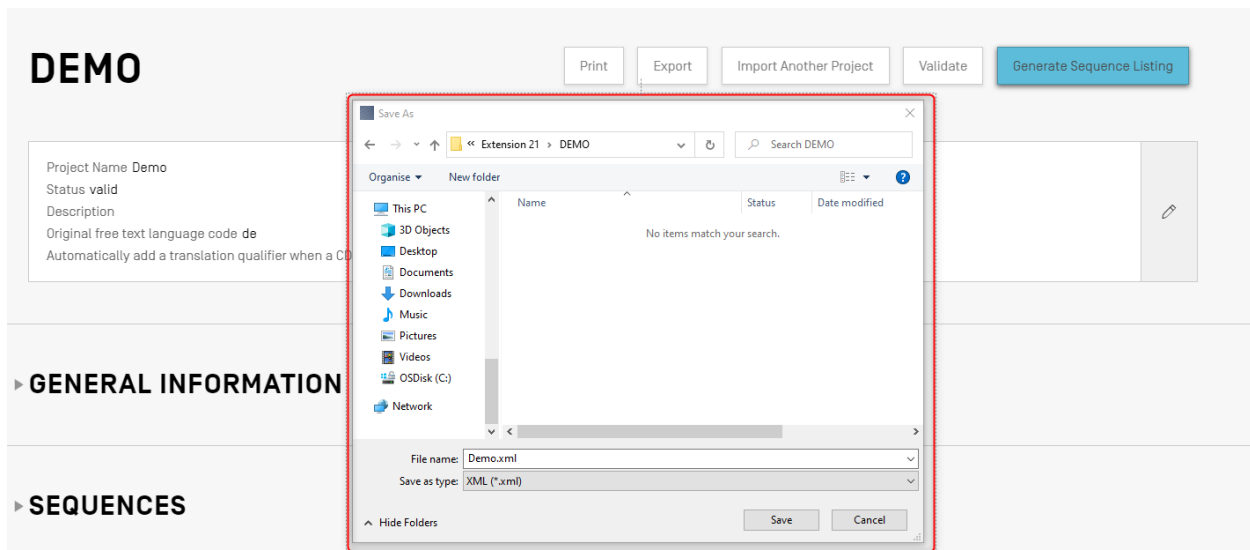 DEMO
Print
Export
Import Another Project
Validate
Generate Sequence Listing
Project Name Demo
Status valid
Description
Original free text language code de
Automatically add a translation qualifier when a CD
Save As
« Extension 21 › DEMO
Search DEMO
Organise
New folder
Name
Status
Date modified
This PC
3D Objects
Desktop
Documents
Downloads
Music
Pictures
Videos
OSDisk (C:)
Network
No items match your search.
File name: Demo.xml
Save as type: XML (*.xml)
Hide Folders
Save
Cancel
GENERAL INFORMATION
SEQUENCES